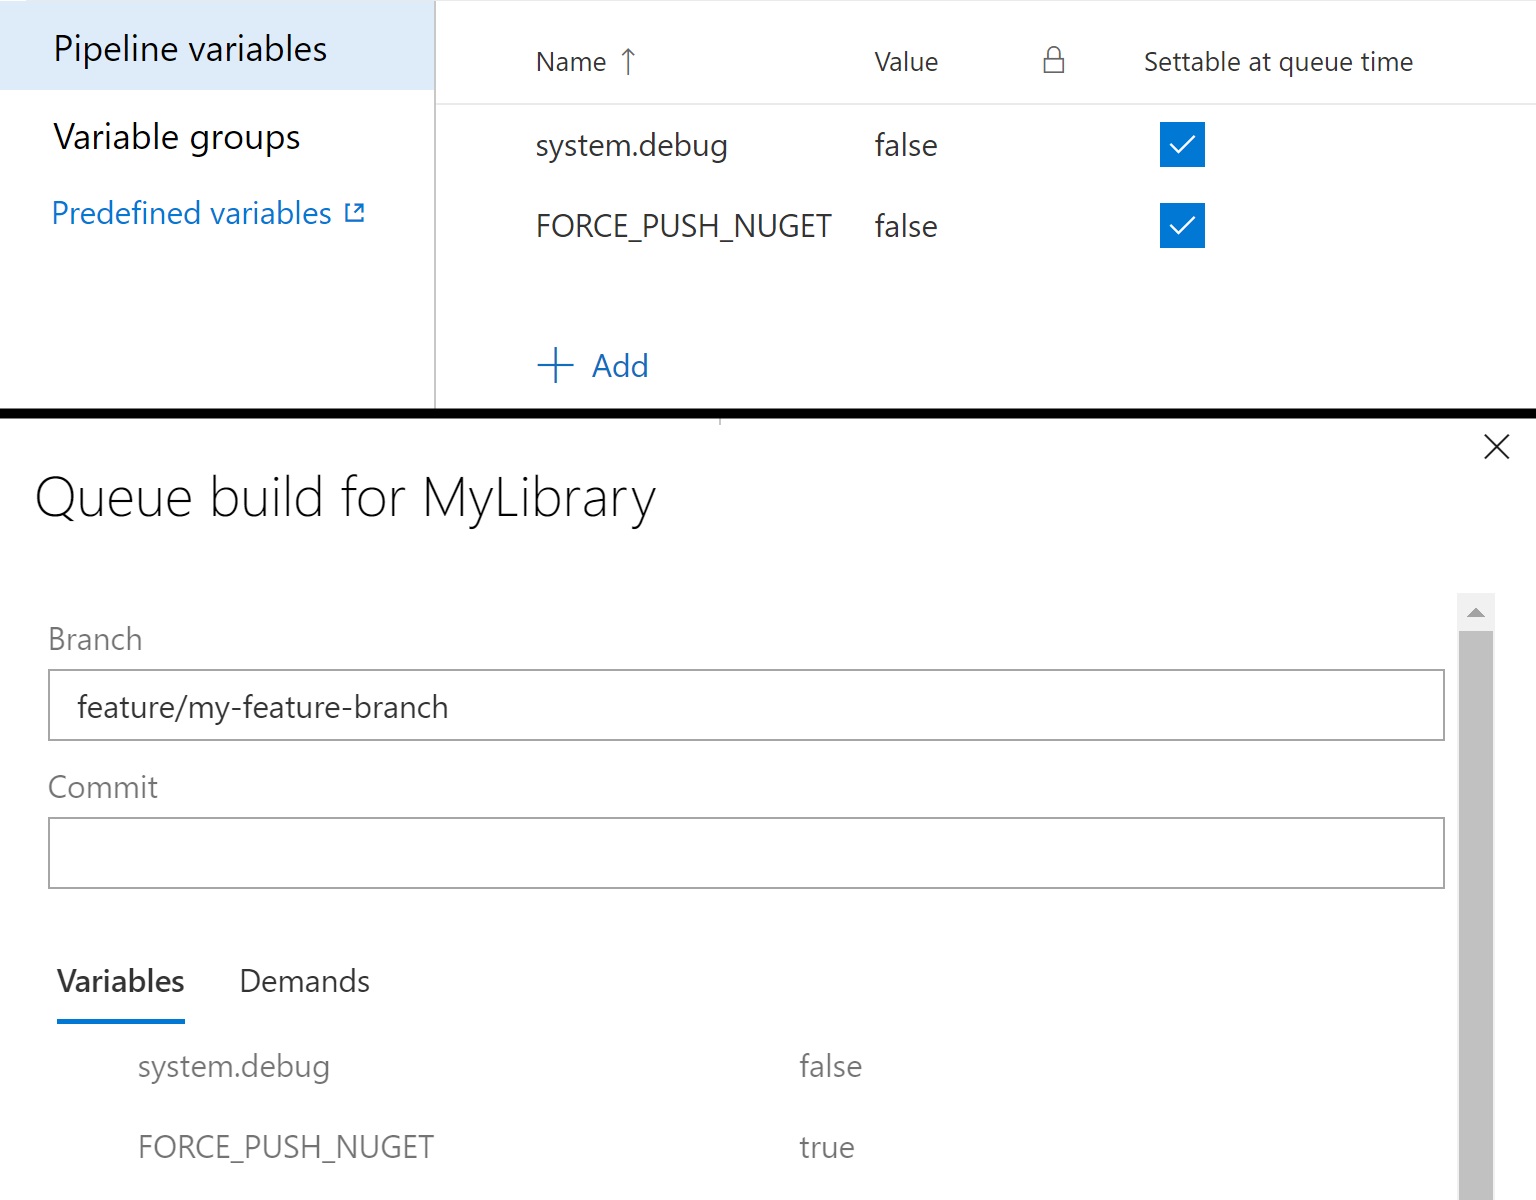 Pipeline variables
Variable groups
Predefined variables
Name ↑ Value Settable at queue time
system.debug false
FORCE_PUSH_NUGET false
+ Add
Queue build for MyLibrary
Branch
feature/my-feature-branch
Commit
Variables Demands
system.debug false
FORCE_PUSH_NUGET true